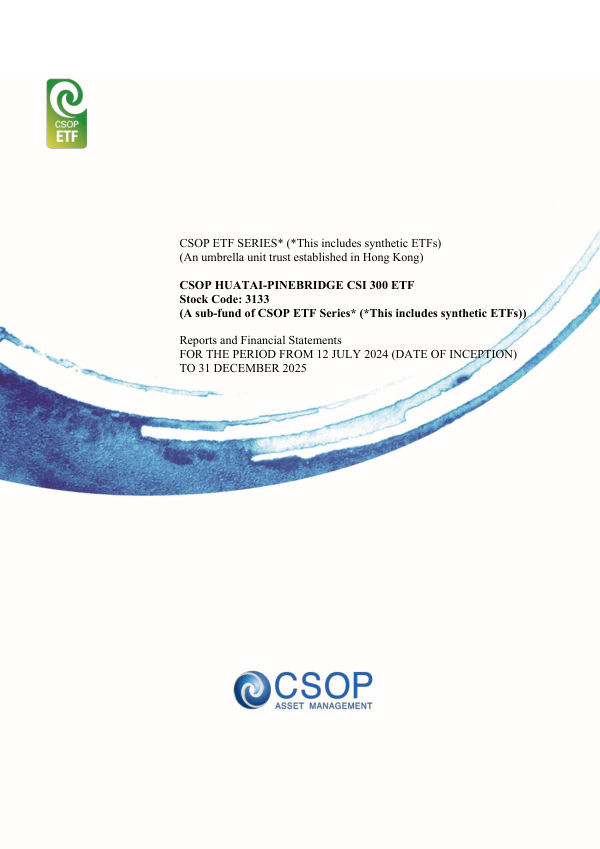 CSOP
ETF
CSOP ETF SERIES* (*This includes synthetic ETFs)
(An umbrella unit trust established in Hong Kong)
CSOP HUATAI-PINEBRIDGE CSI 300 ETF
Stock Code: 3133
(A sub-fund of CSOP ETF Series* (*This includes synthetic ETFs))
Reports and Financial Statements
FOR THE PERIOD FROM 12 JULY 2024 (DATE OF INCEPTION)
TO 31 DECEMBER 2025
CSOP
ASSET MANAGEMENT